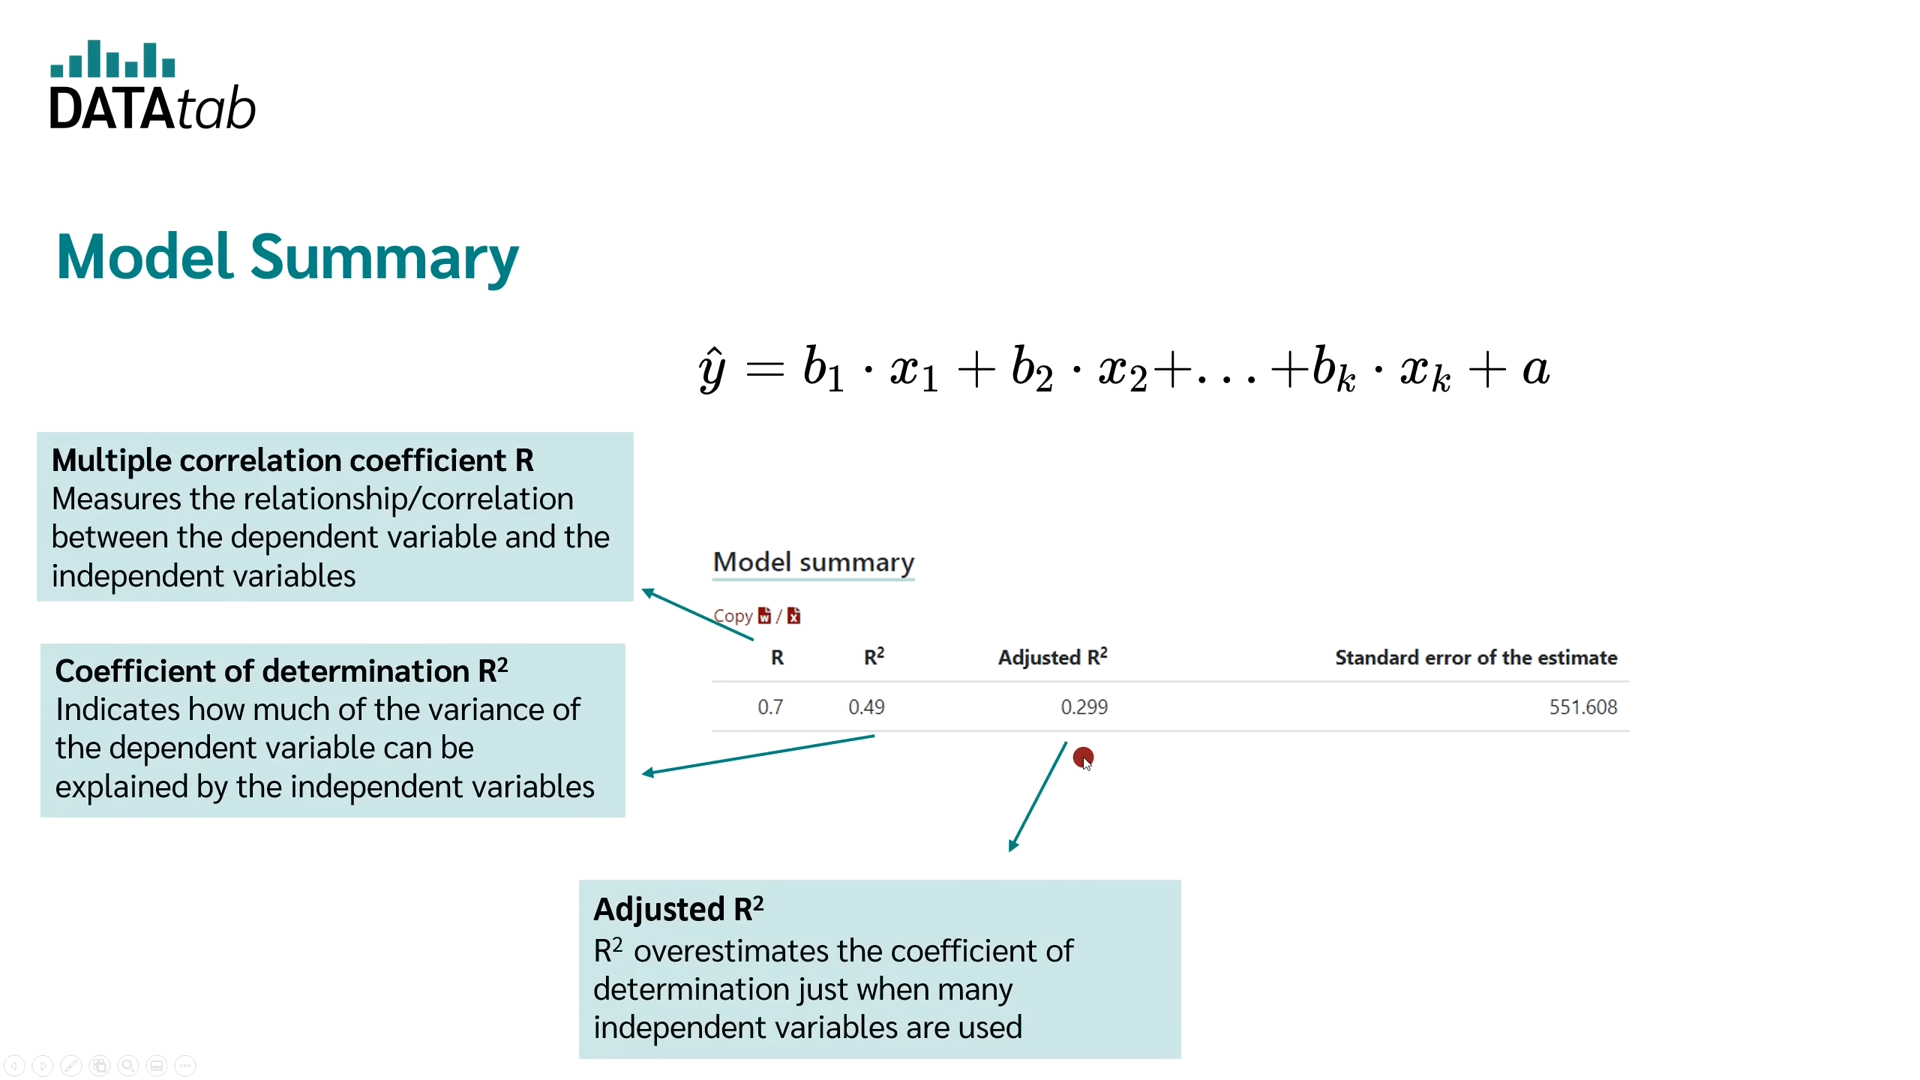 DATAtab
Model Summary
ŷ = b₁ · x₁ + b₂ · x₂+. . . +bₖ · xₖ + a
Multiple correlation coefficient R
Measures the relationship/correlation
between the dependent variable and the
independent variables
Model summary
Copy W / X
R R² Adjusted R² Standard error of the estimate
0.7 0.49 0.299 551.608
Coefficient of determination R²
Indicates how much of the variance of
the dependent variable can be
explained by the independent variables
Adjusted R²
R² overestimates the coefficient of
determination just when many
independent variables are used